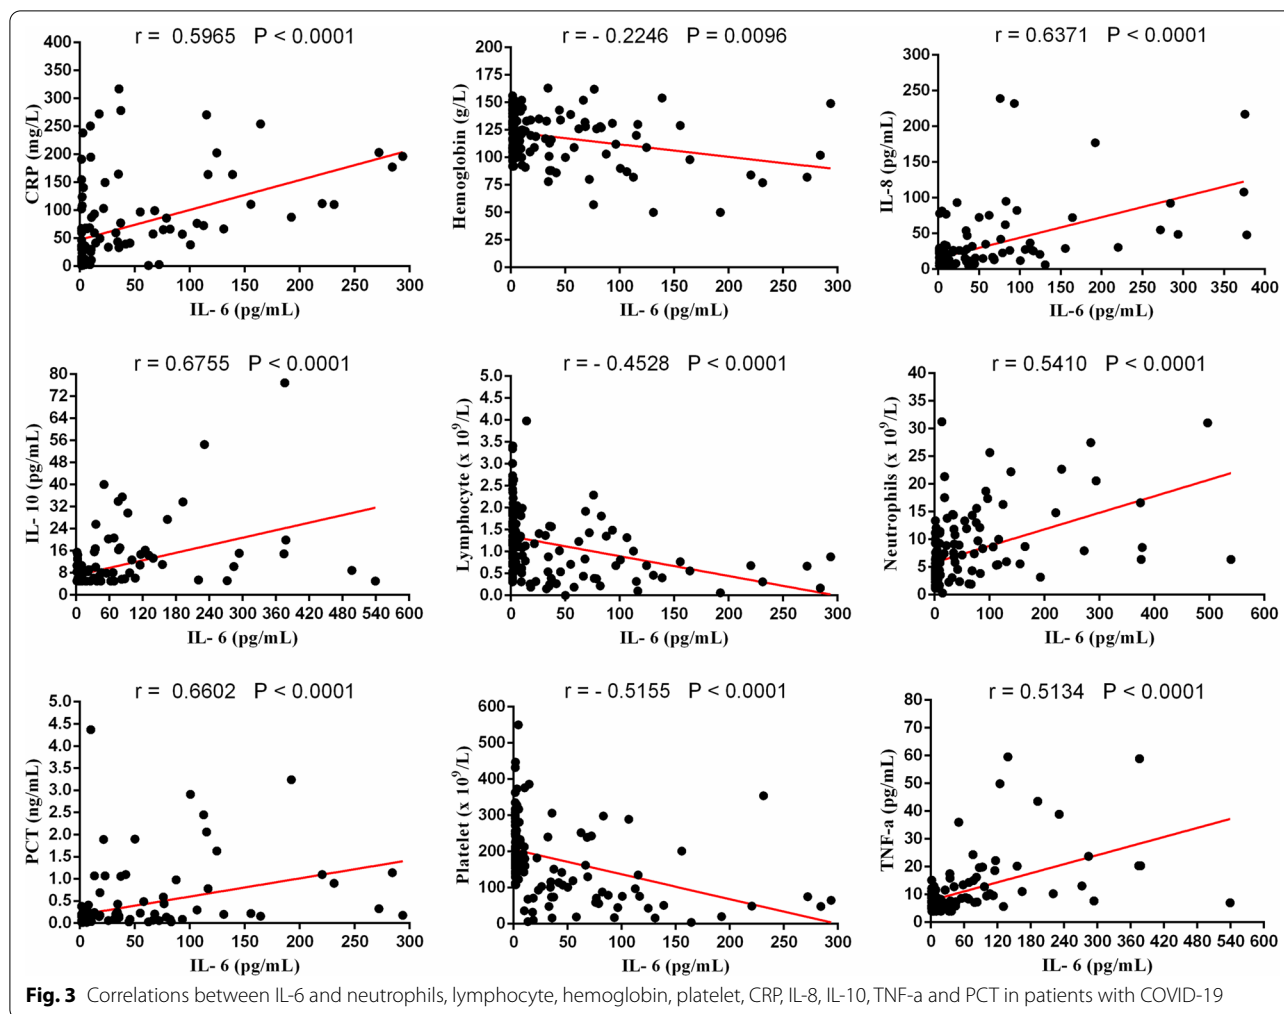 r = 0.5965 P < 0.0001
CRP (mg/L)
400
350
300
250
200
150
100
50
0
0 50 100 150 200 250 300
IL- 6 (pg/mL)
r = - 0.2246 P = 0.0096
Hemoglobin (g/L)
200
175
150
125
100
75
50
25
0
0 50 100 150 200 250 300
IL- 6 (pg/mL)
r = 0.6371 P < 0.0001
IL-8 (pg/mL)
300
250
200
150
100
50
0
0 50 100 150 200 250 300 350 400
IL-6 (pg/mL)
r = 0.6755 P < 0.0001
IL- 10 (pg/mL)
80
72
64
56
48
40
32
24
16
8
0
0 60 120 180 240 300 360 420 480 540 600
IL- 6 (pg/mL)
r = - 0.4528 P < 0.0001
Lymphocyte (x 10⁹/L)
5.0
4.5
4.0
3.5
3.0
2.5
2.0
1.5
1.0
0.5
0.0
0 50 100 150 200 250 300
IL- 6 (pg/mL)
r = 0.5410 P < 0.0001
Neutrophils (x 10⁹/L)
40
35
30
25
20
15
10
5
0
0 100 200 300 400 500 600
IL- 6 (pg/mL)
r = 0.6602 P < 0.0001
PCT (ng/mL)
5.0
4.5
4.0
3.5
3.0
2.5
2.0
1.5
1.0
0.5
0.0
0 50 100 150 200 250 300
IL- 6 (pg/mL)
r = - 0.5155 P < 0.0001
Platelet (x 10⁹/L)
600
500
400
300
200
100
0
0 50 100 150 200 250 300
IL- 6 (pg/mL)
r = 0.5134 P < 0.0001
TNF-a (pg/mL)
80
70
60
50
40
30
20
10
0
0 60 120 180 240 300 360 420 480 540 600
IL- 6 (pg/mL)
Fig. 3 Correlations between IL-6 and neutrophils, lymphocyte, hemoglobin, platelet, CRP, IL-8, IL-10, TNF-a and PCT in patients with COVID-19